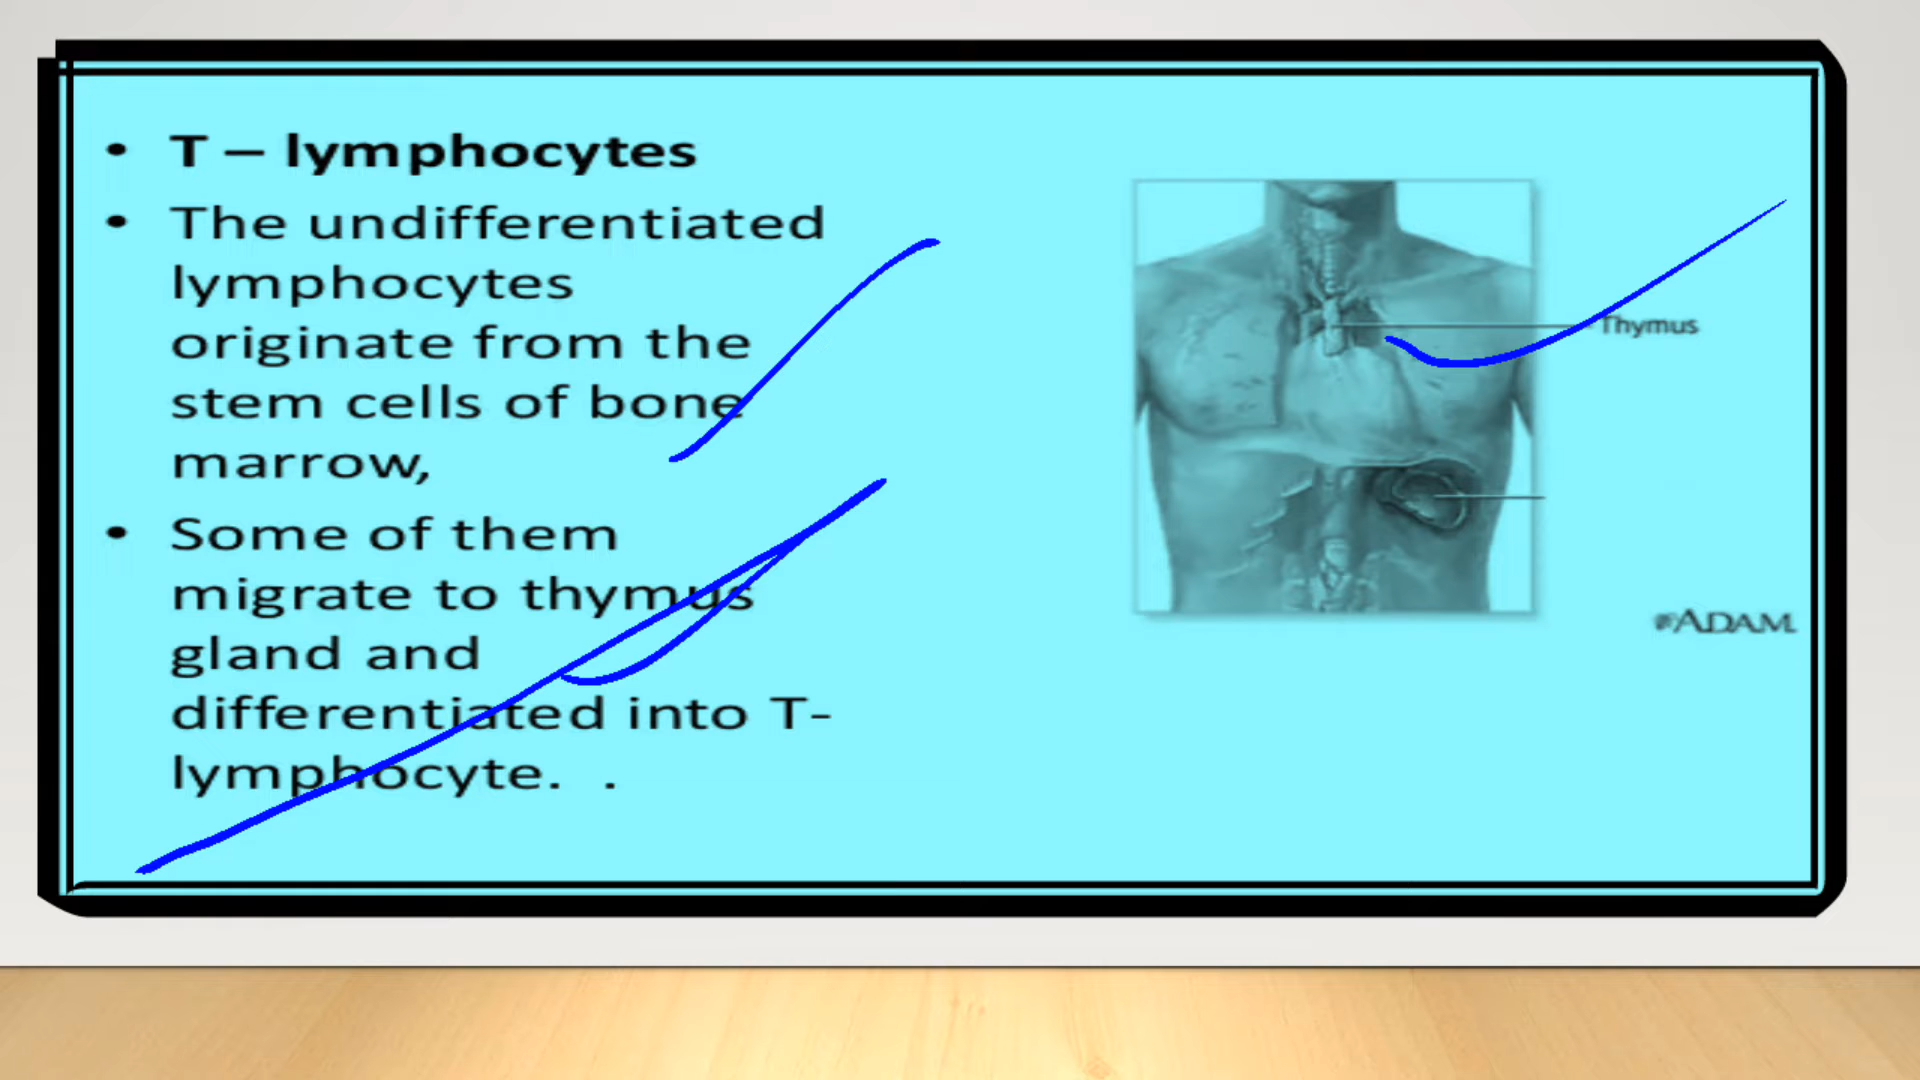 • T – lymphocytes
• The undifferentiated
lymphocytes
originate from the
stem cells of bone
marrow,
• Some of them
migrate to thymus
gland and
differentiated into T-
lymphocyte. .
Thymus
ADAM